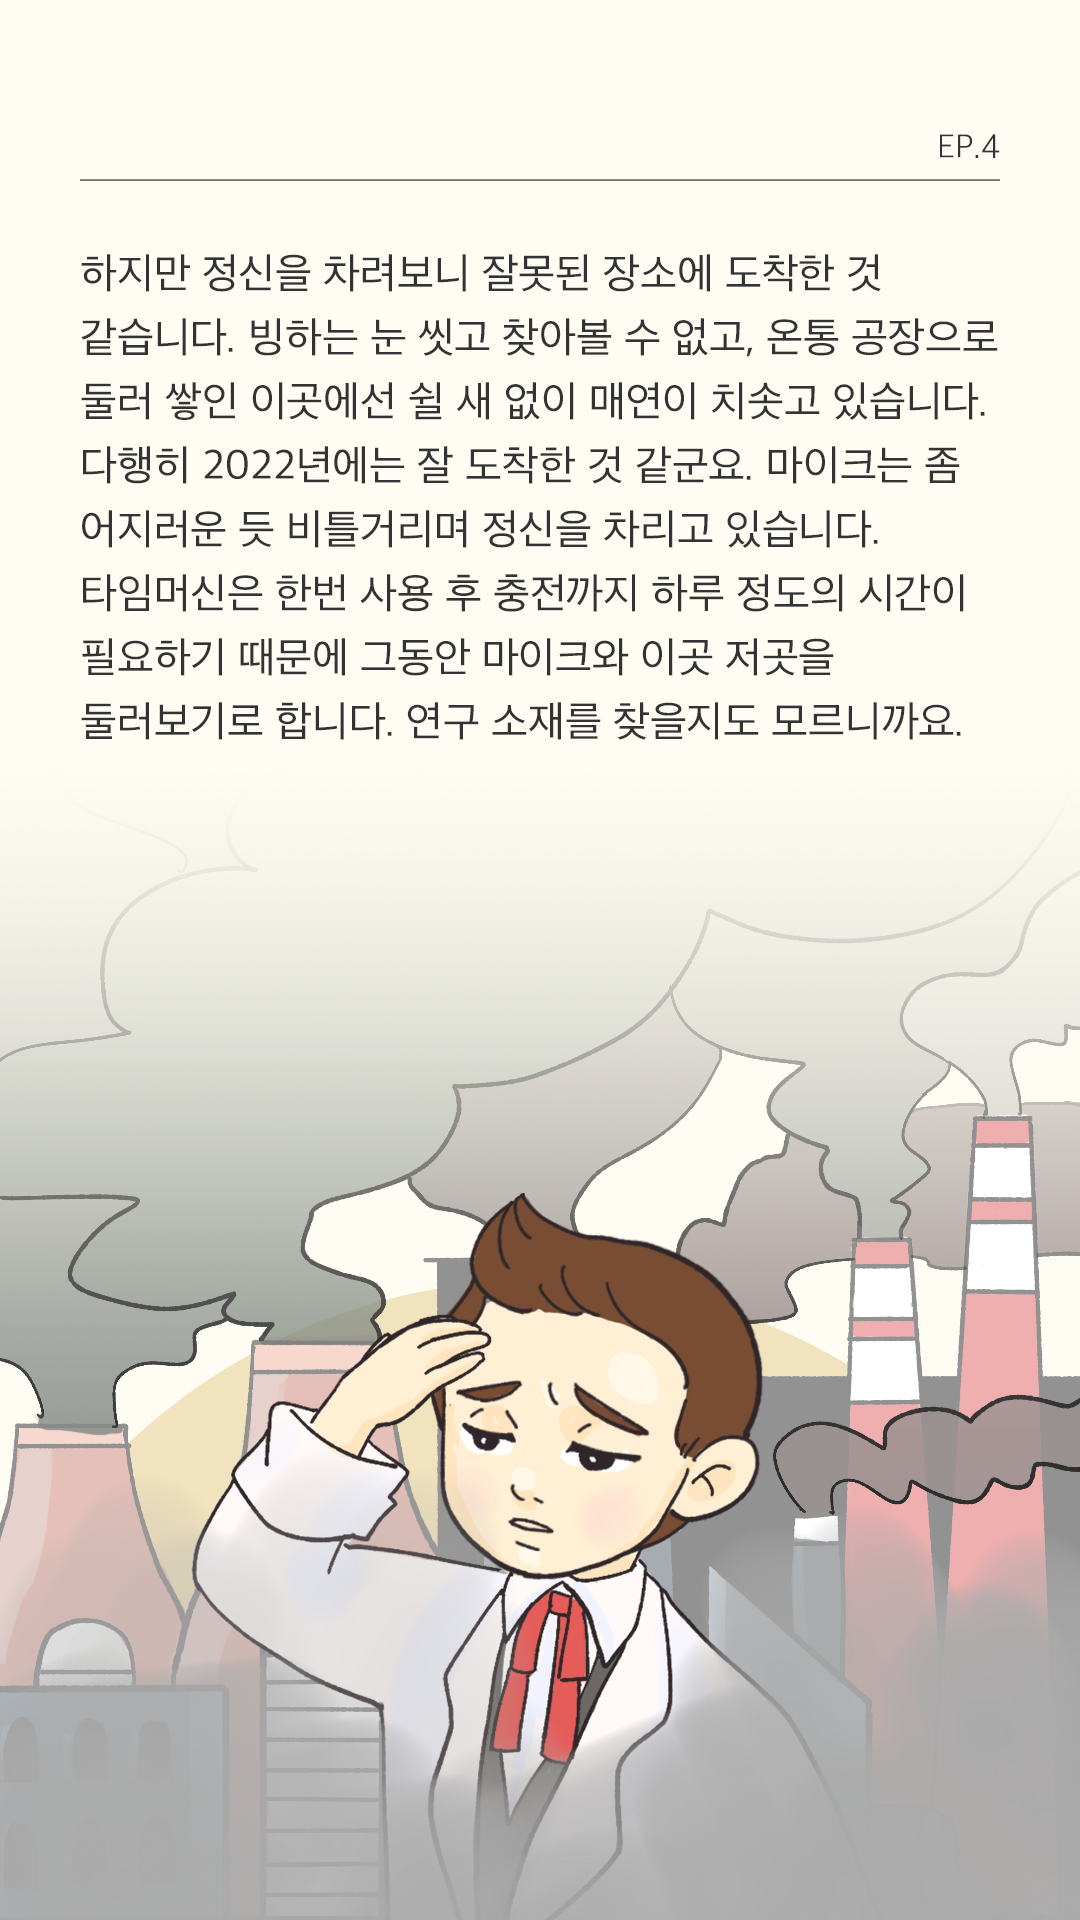 EP.4
하지만 정신을 차려보니 잘못된 장소에 도착한 것
같습니다. 빙하는 눈 씻고 찾아볼 수 없고, 온통 공장으로
둘러 쌓인 이곳에선 쉴 새 없이 매연이 치솟고 있습니다.
다행히 2022년에는 잘 도착한 것 같군요. 마이크는 좀
어지러운 듯 비틀거리며 정신을 차리고 있습니다.
타임머신은 한번 사용 후 충전까지 하루 정도의 시간이
필요하기 때문에 그동안 마이크와 이곳 저곳을
둘러보기로 합니다. 연구 소재를 찾을지도 모르니까요.